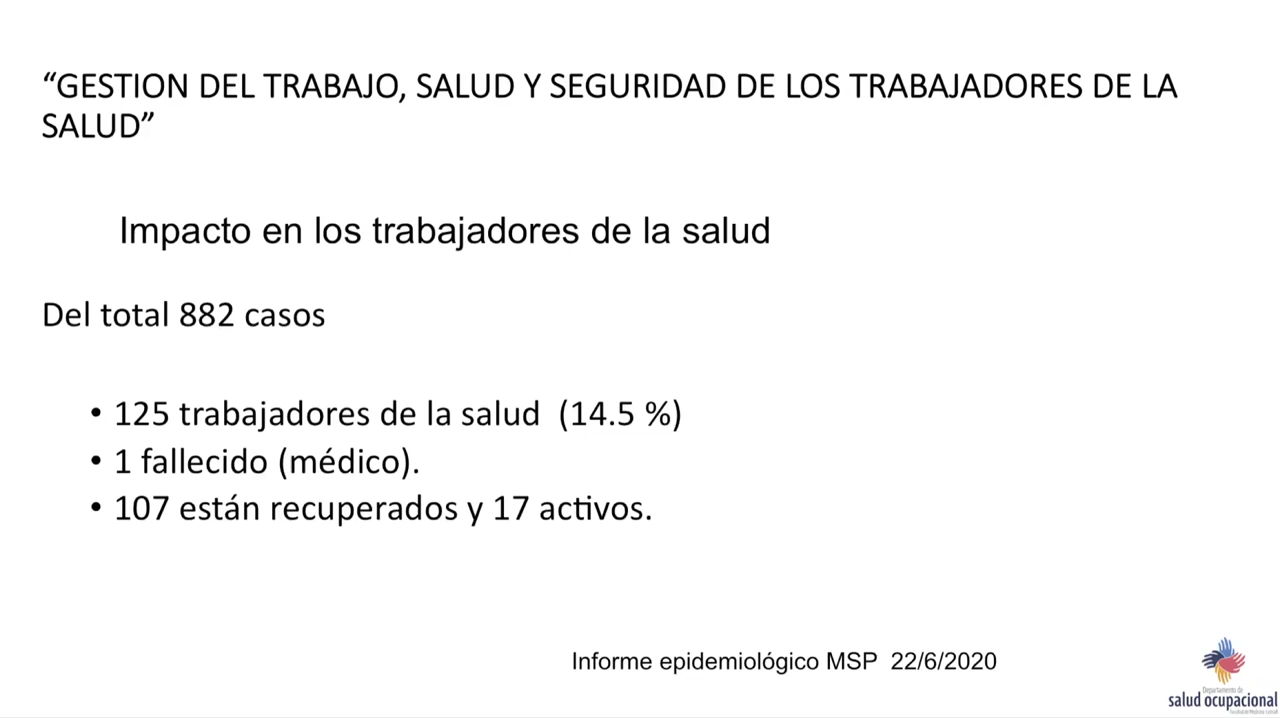 “GESTION DEL TRABAJO, SALUD Y SEGURIDAD DE LOS TRABAJADORES DE LA
SALUD”
Impacto en los trabajadores de la salud
Del total 882 casos
• 125 trabajadores de la salud (14.5 %)
• 1 fallecido (médico).
• 107 están recuperados y 17 activos.
Informe epidemiológico MSP 22/6/2020
Departamento de
salud ocupacional